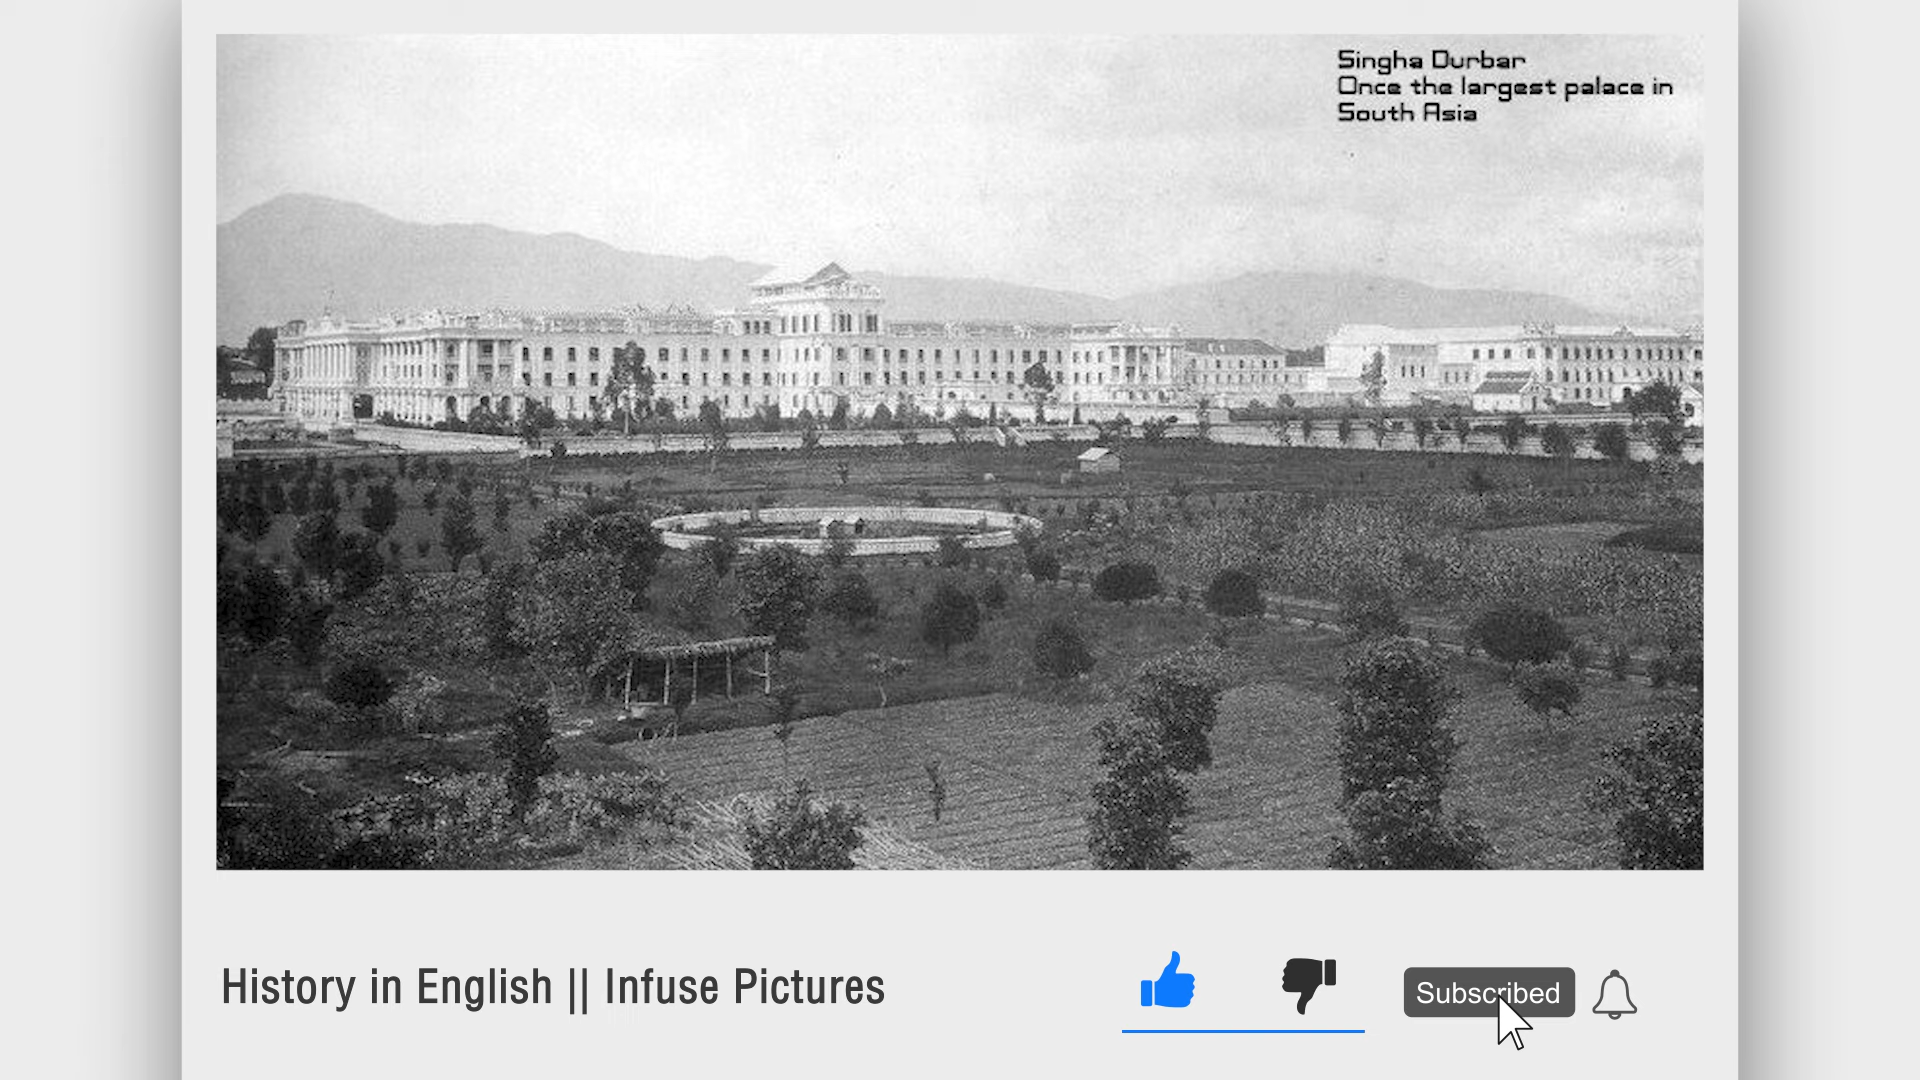 Singha Durbar
Once the largest palace in
South Asia
History in English || Infuse Pictures
Subscribed